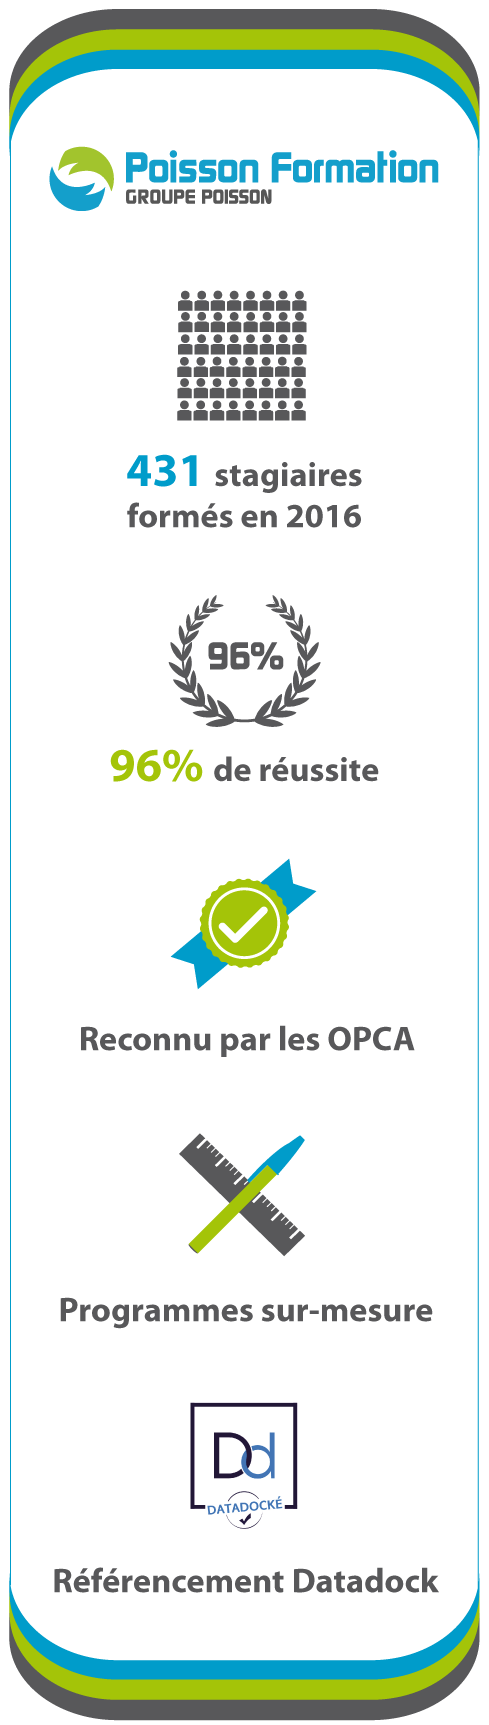 Poisson Formation
GROUPE POISSON
431 stagiaires
formés en 2016
96%
96% de réussite
Reconnu par les OPCA
Programmes sur-mesure
Dd
DATADOCKÉ
Référencement Datadock